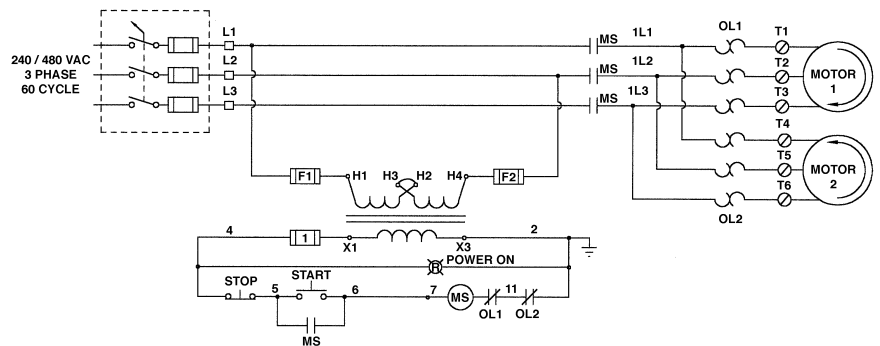 240 / 480 VAC
3 PHASE
60 CYCLE
L1
L2
L3
MS
MS
MS
1L1
1L2
1L3
OL1
T1
T2
T3
MOTOR
1
T4
T5
T6
OL2
MOTOR
2
F1
H1
H3
H2
H4
F2
4
1
X1
X3
2
R
POWER ON
STOP
5
START
6
MS
7
MS
OL1
11
OL2